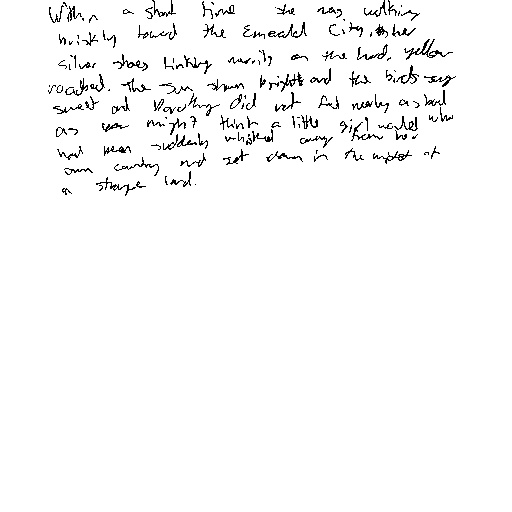 Within a short time she was walking
briskly toward the Emerald City, her
silver shoes tinkling merrily on the hard, yellow
roadbed. The sun shone bright and the birds sang
sweet and Dorothy did not feel nearly as bad
as you might think a little girl would who
had been suddenly whisked away from her
own country and set down in the midst of
a strange land.